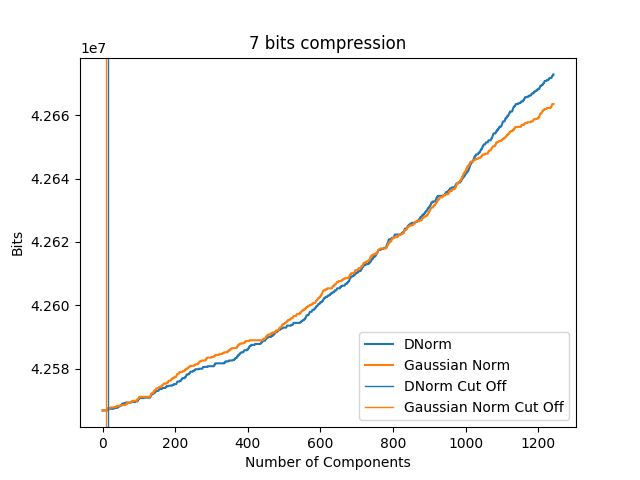 7 bits compression
1e7
4.266
4.264
4.262
4.260
4.258
Bits
0 200 400 600 800 1000 1200
Number of Components
DNorm
Gaussian Norm
DNorm Cut Off
Gaussian Norm Cut Off